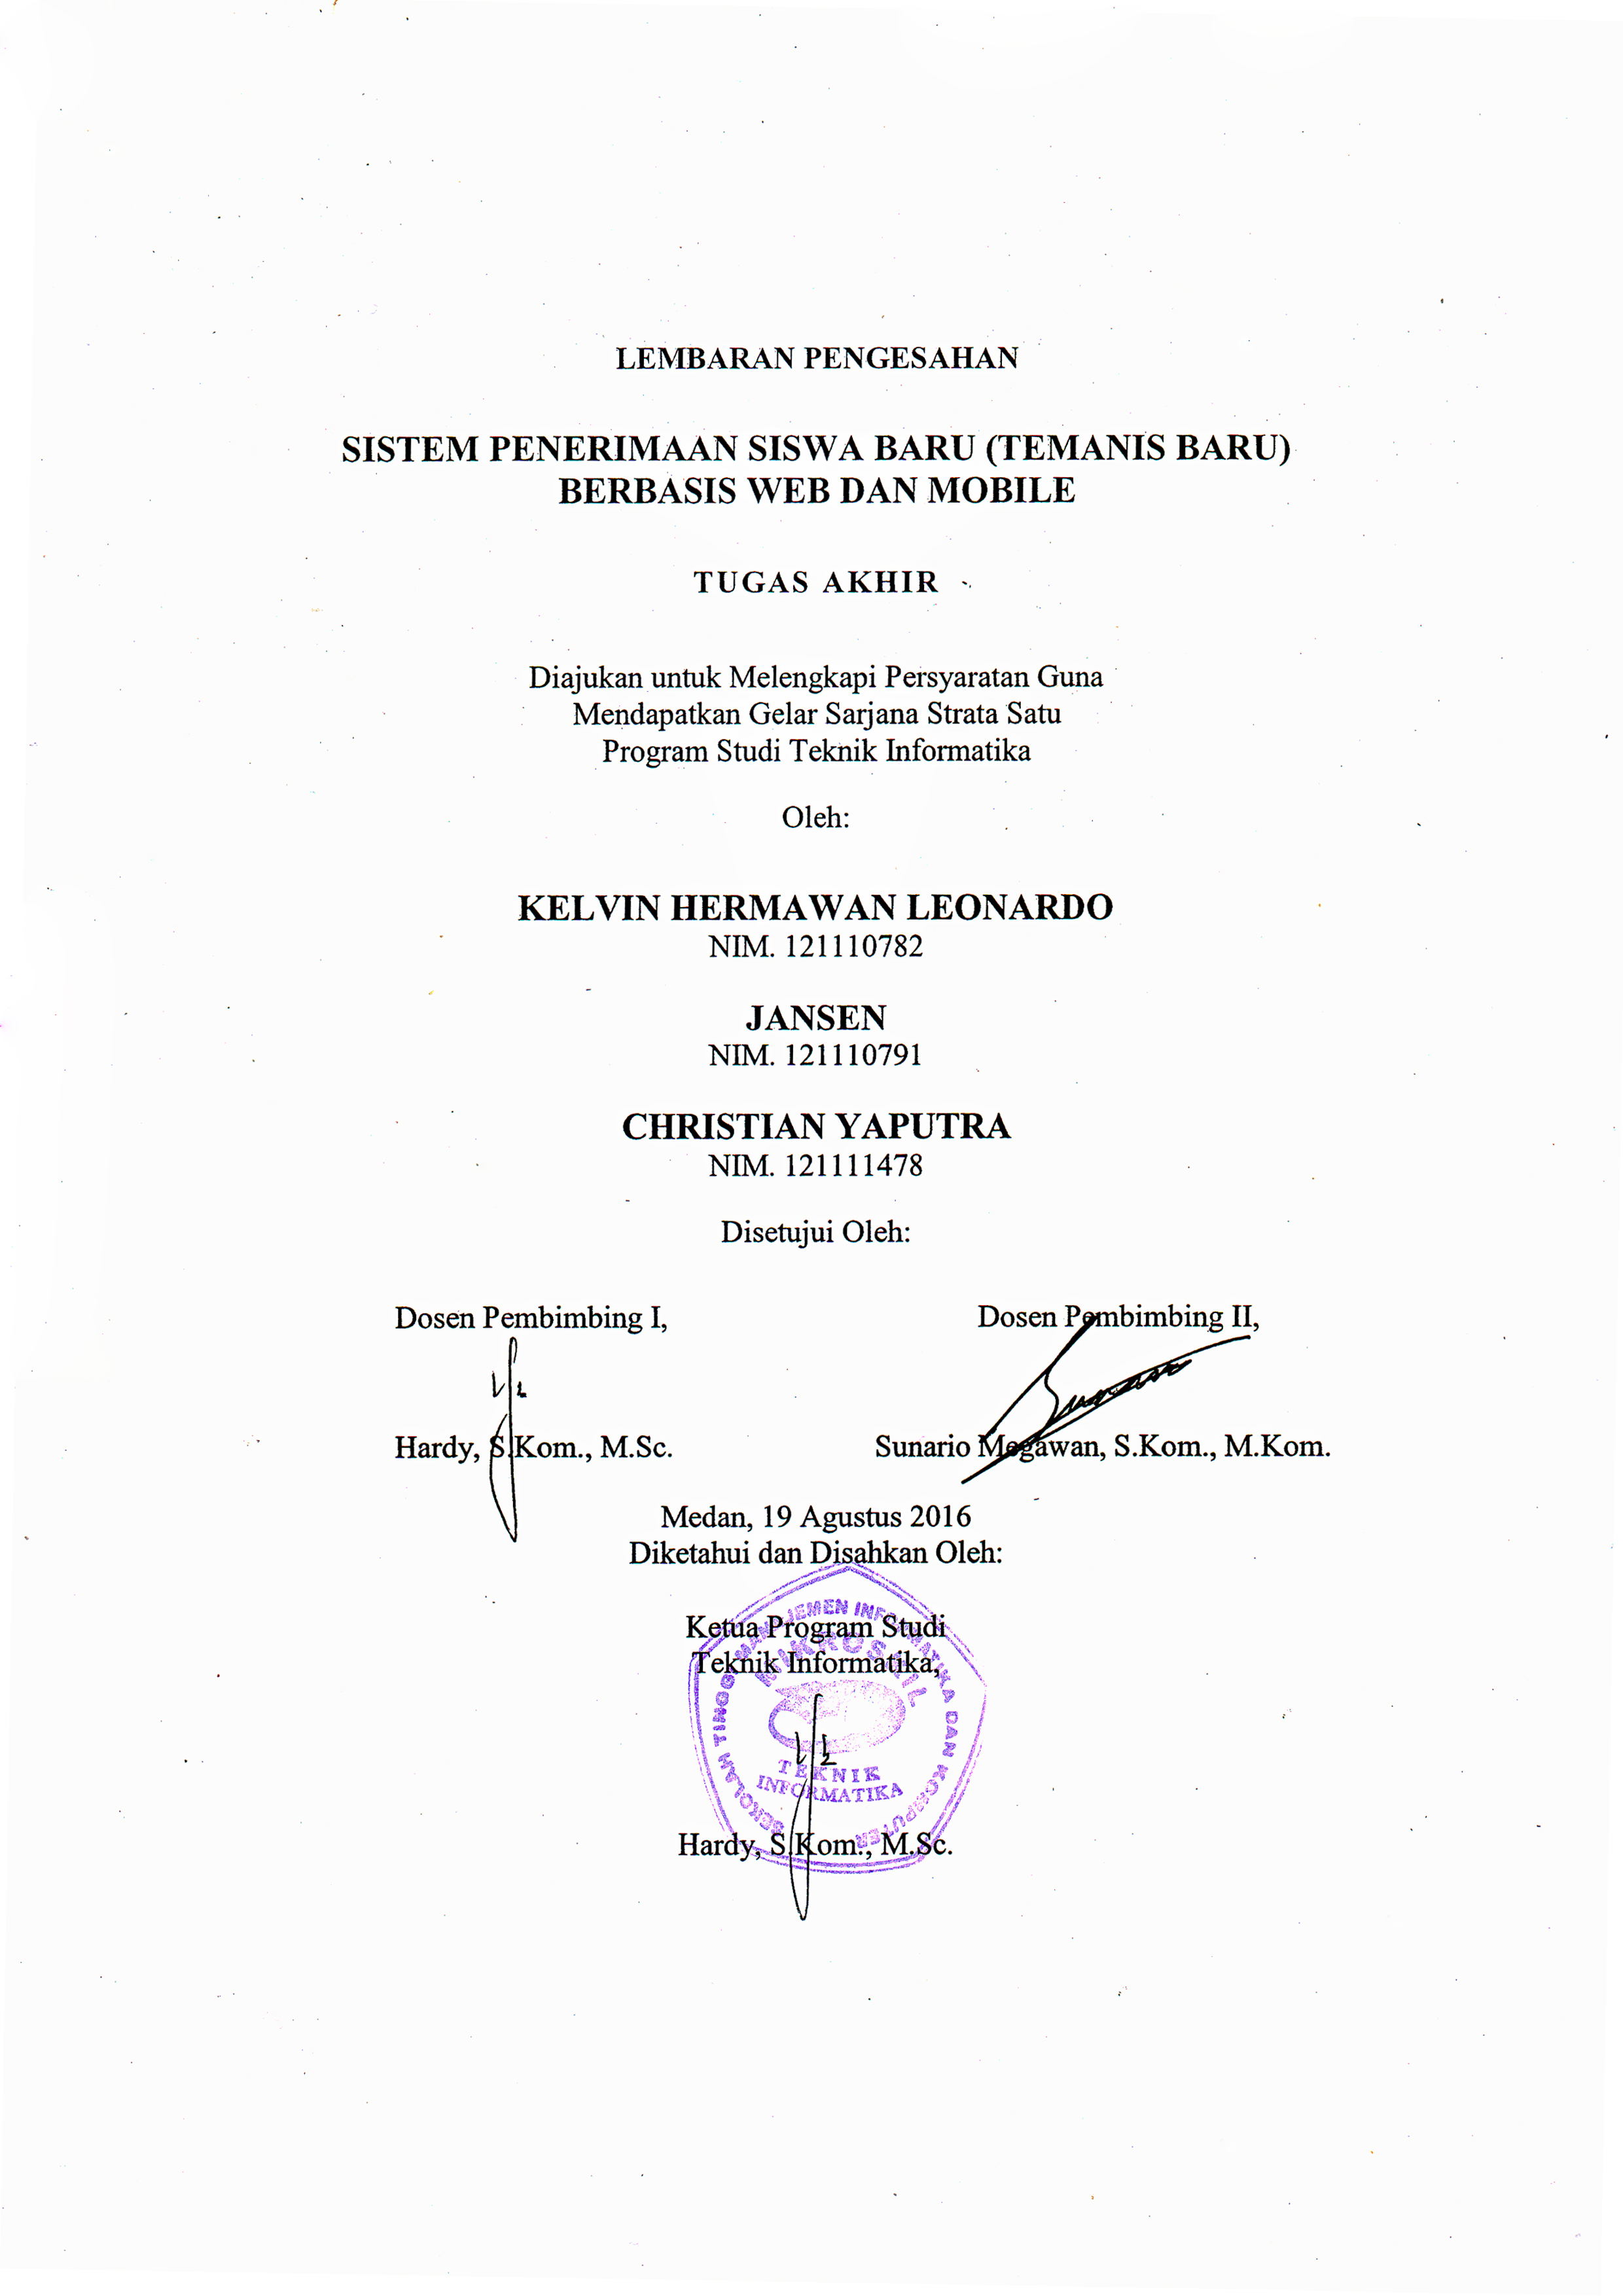 LEMBARAN PENGESAHAN
SISTEM PENERIMAAN SISWA BARU (TEMANIS BARU)
BERBASIS WEB DAN MOBILE
TUGAS AKHIR
Diajukan untuk Melengkapi Persyaratan Guna
Mendapatkan Gelar Sarjana Strata Satu
Program Studi Teknik Informatika
Oleh:
KELVIN HERMAWAN LEONARDO
NIM. 121110782
JANSEN
NIM. 121110791
CHRISTIAN YAPUTRA
NIM. 121111478
Disetujui Oleh:
Dosen Pembimbing I,
Dosen Pembimbing II,
Hardy, S.Kom., M.Sc.
Sunario Megawan, S.Kom., M.Kom.
Medan, 19 Agustus 2016
Diketahui dan Disahkan Oleh:
Ketua Program Studi
Teknik Informatika,
SEKOLAH TINGGI MANAJEMEN INFORMATIKA DAN KOMPUTER
MIKROSKIL
TEKNIK
INFORMATIKA
Hardy, S.Kom., M.Sc.